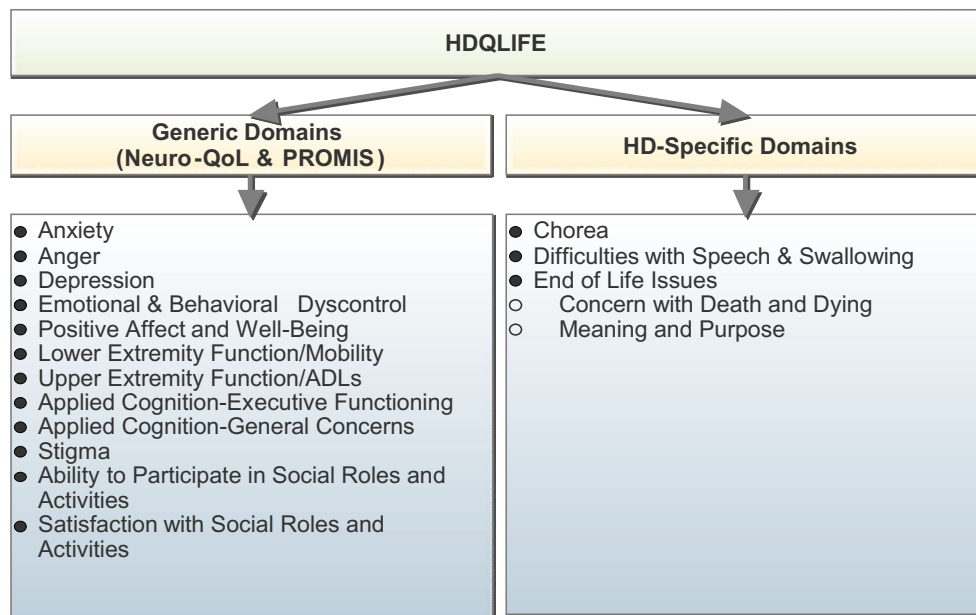 HDQLIFE
Generic Domains
(Neuro-QoL & PROMIS)
● Anxiety
● Anger
● Depression
● Emotional & Behavioral Dyscontrol
● Positive Affect and Well-Being
● Lower Extremity Function/Mobility
● Upper Extremity Function/ADLs
● Applied Cognition-Executive Functioning
● Applied Cognition-General Concerns
● Stigma
● Ability to Participate in Social Roles and
Activities
● Satisfaction with Social Roles and
Activities
HD-Specific Domains
● Chorea
● Difficulties with Speech & Swallowing
● End of Life Issues
○ Concern with Death and Dying
○ Meaning and Purpose